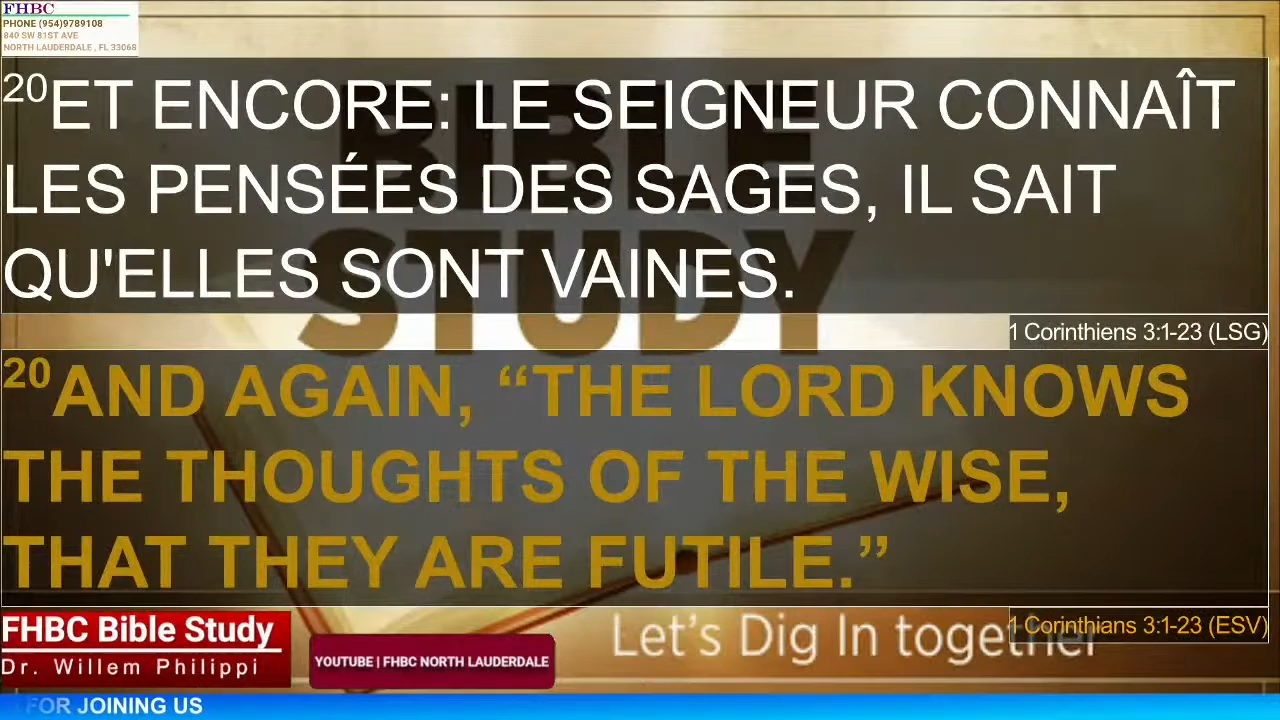 FHBC
PHONE (954)9789108
840 SW 81ST AVE
NORTH LAUDERDALE , FL 33068
BIBLE
STUDY
20ET ENCORE: LE SEIGNEUR CONNAÎT
LES PENSÉES DES SAGES, IL SAIT
QU'ELLES SONT VAINES.
1 Corinthiens 3:1-23 (LSG)
20AND AGAIN, “THE LORD KNOWS
THE THOUGHTS OF THE WISE,
THAT THEY ARE FUTILE.”
1 Corinthians 3:1-23 (ESV)
Let’s Dig In together
FHBC Bible Study
Dr. Willem Philippi
YOUTUBE | FHBC NORTH LAUDERDALE
FOR JOINING US